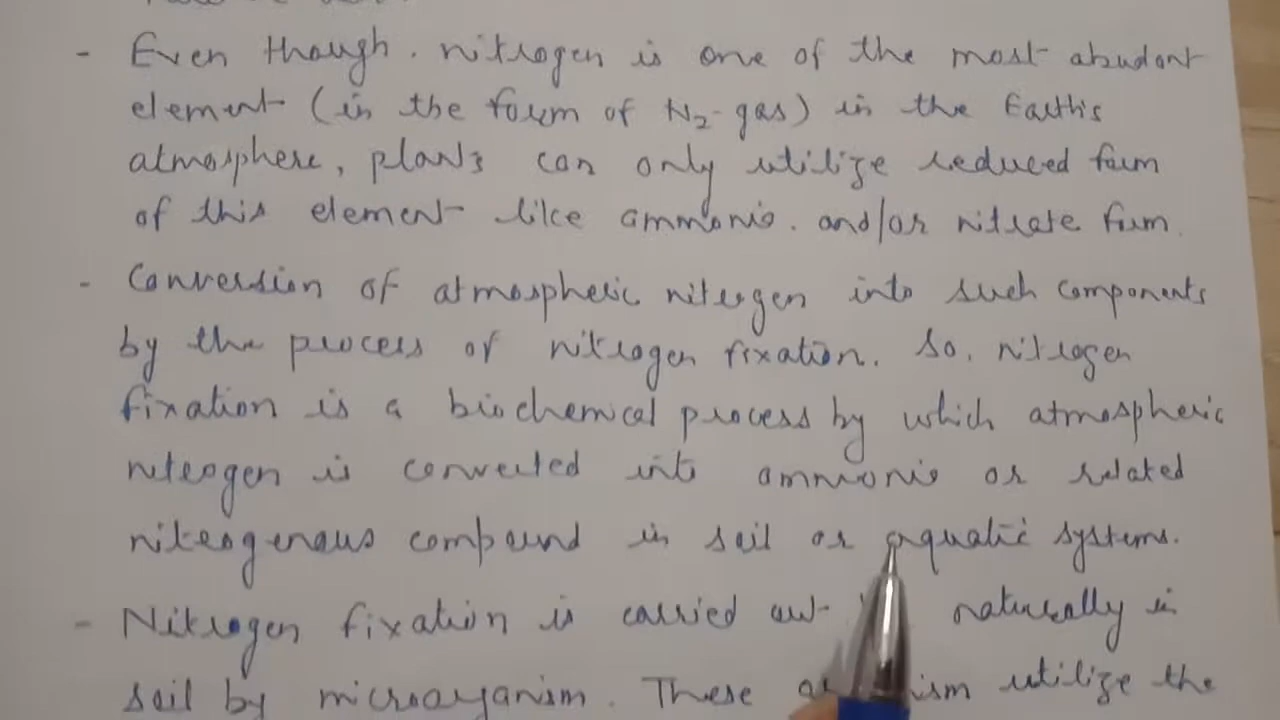 - Even though. nitrogen is one of the most abundant
element (in the form of N₂ gas) in the Earth's
atmosphere, plants can only utilize reduced form
of this element like ammonia. and/or nitrate form.
- Conversion of atmospheric nitrogen into such components
by the process of nitrogen fixation. So, nitrogen
fixation is a biochemical process by which atmospheric
nitrogen is converted into ammonia or related
nitrogenous compound in soil or aquatic systems.
- Nitrogen fixation is carried out naturally in
soil by microorganism. These utilize the